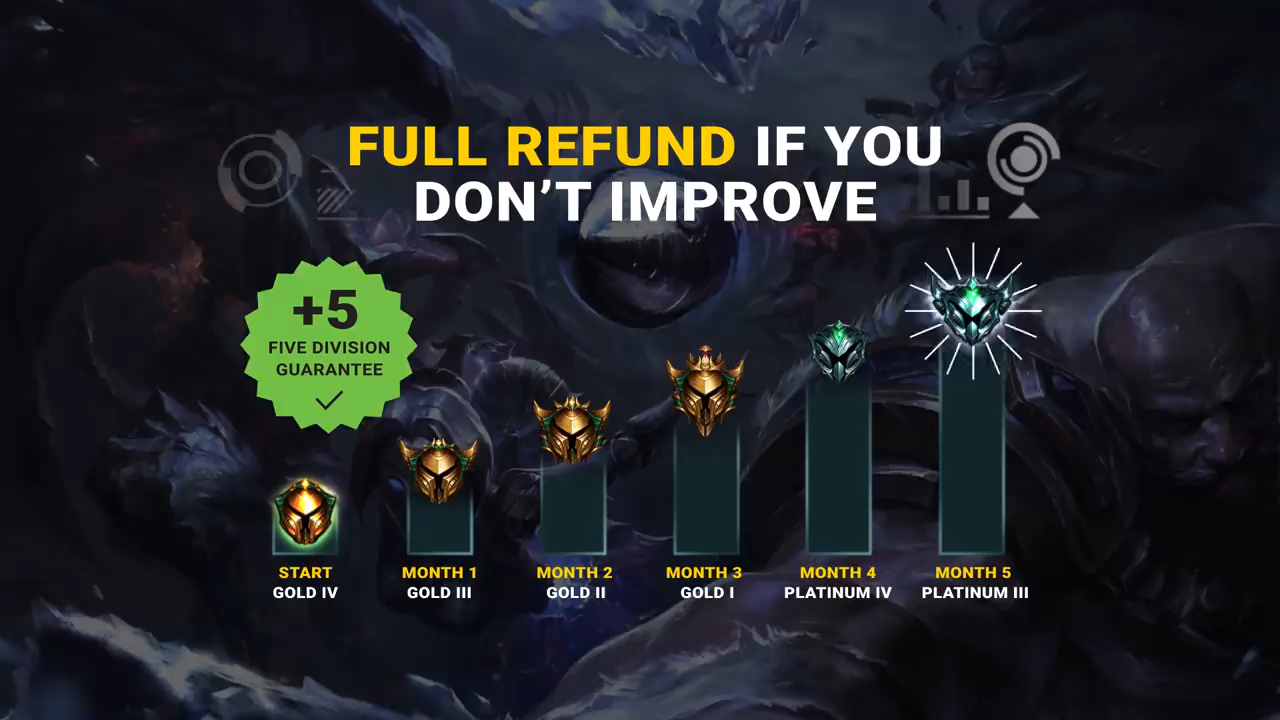 FULL REFUND IF YOU
DON’T IMPROVE
+5
FIVE DIVISION
GUARANTEE
START
GOLD IV
MONTH 1
GOLD III
MONTH 2
GOLD II
MONTH 3
GOLD I
MONTH 4
PLATINUM IV
MONTH 5
PLATINUM III